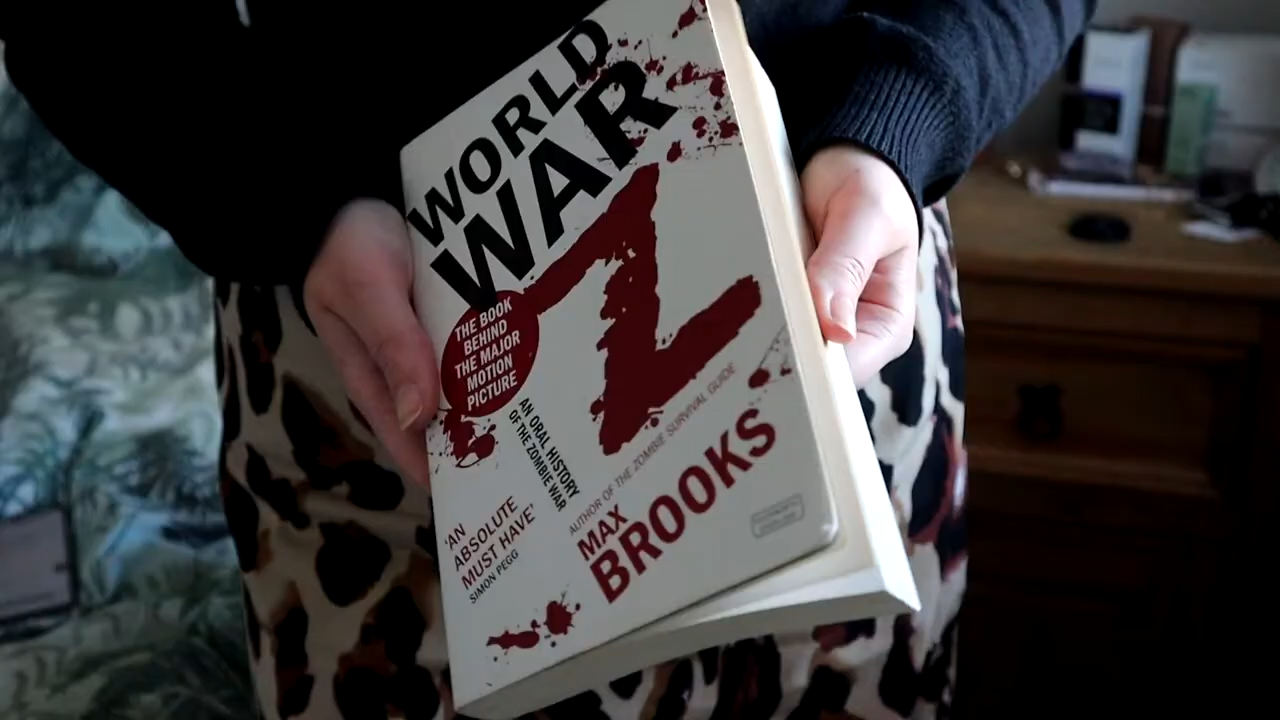 WORLD
WAR
Z
THE BOOK
BEHIND
THE MAJOR
MOTION
PICTURE
AN ORAL HISTORY
OF THE ZOMBIE WAR
'AN
ABSOLUTE
MUST HAVE'
SIMON PEGG
AUTHOR OF THE ZOMBIE SURVIVAL GUIDE
MAX
BROOKS